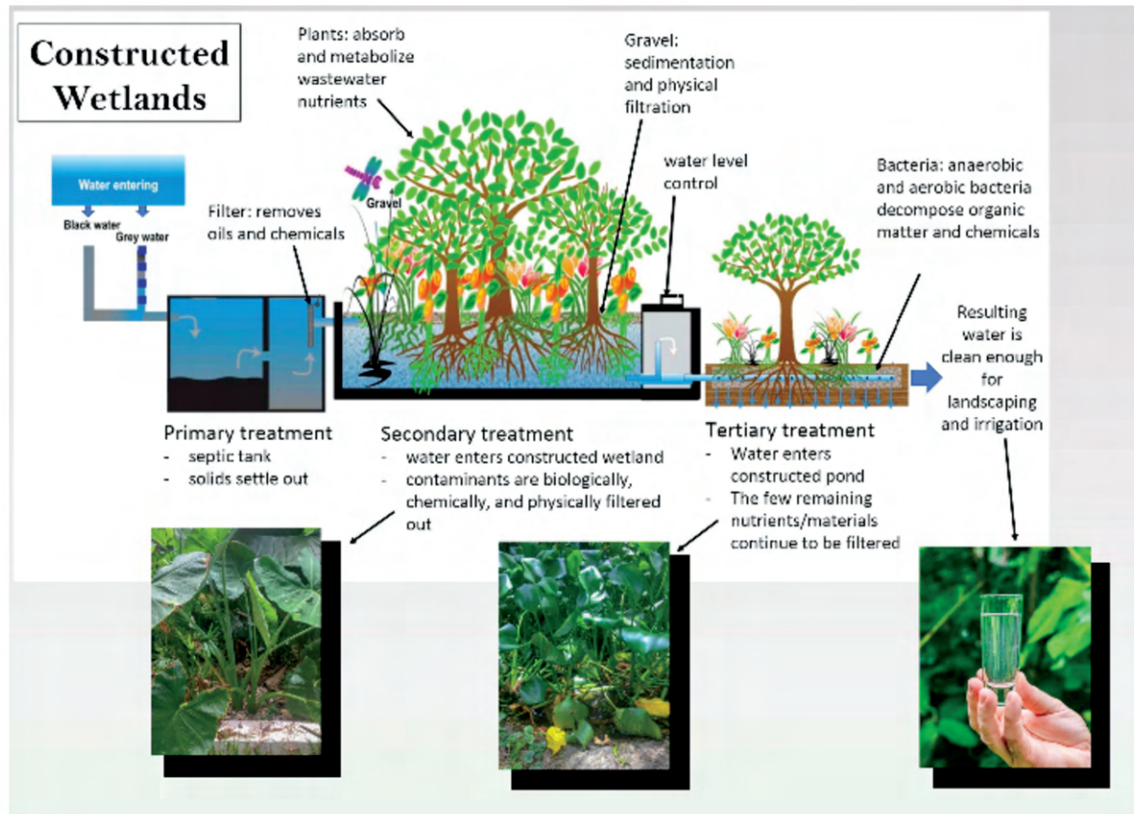 Constructed
Wetlands
Plants: absorb
and metabolize
wastewater
nutrients
Gravel:
sedimentation
and physical
filtration
water level
control
Bacteria: anaerobic
and aerobic bacteria
decompose organic
matter and chemicals
Water entering
Black water
Grey water
Filter: removes
oils and chemicals
Gravel
Resulting
water is
clean enough
for
landscaping
and irrigation
Primary treatment
- septic tank
- solids settle out
Secondary treatment
- water enters constructed wetland
- contaminants are biologically,
chemically, and physically filtered
out
Tertiary treatment
- Water enters
constructed pond
- The few remaining
nutrients/materials
continue to be filtered